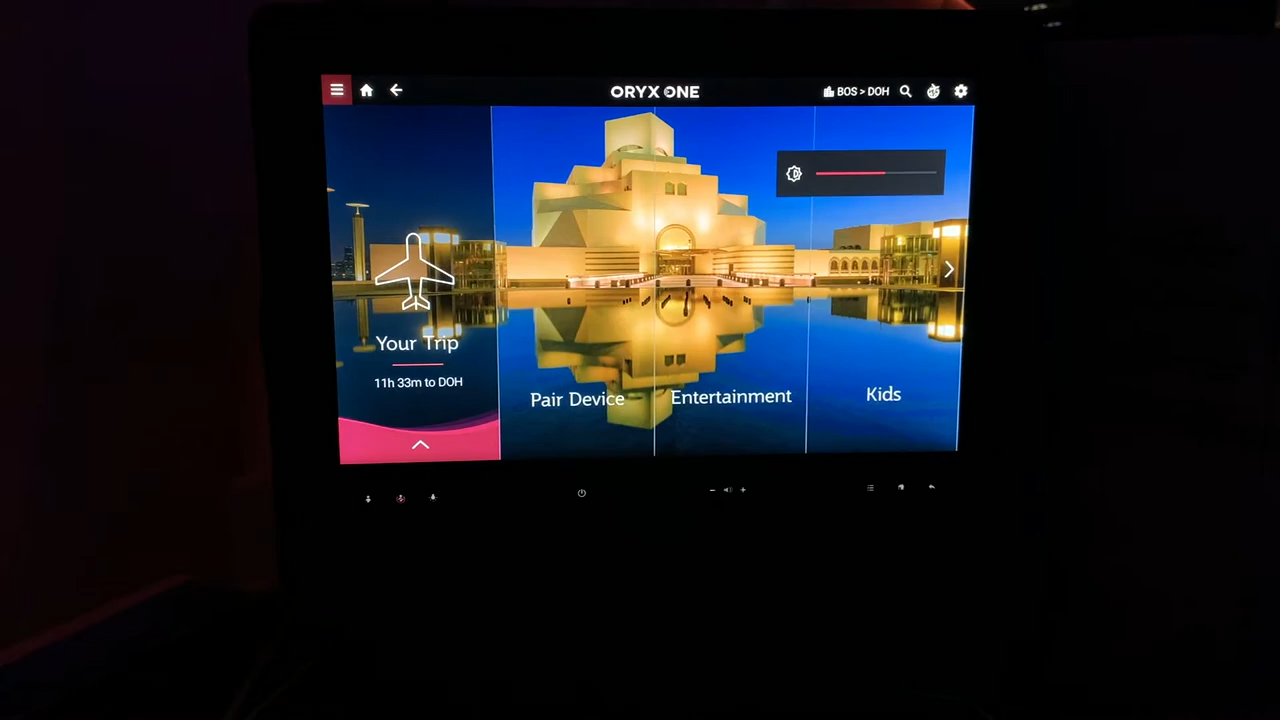 ORYX ONE
BOS > DOH
Your Trip
11h 33m to DOH
Pair Device
Entertainment
Kids